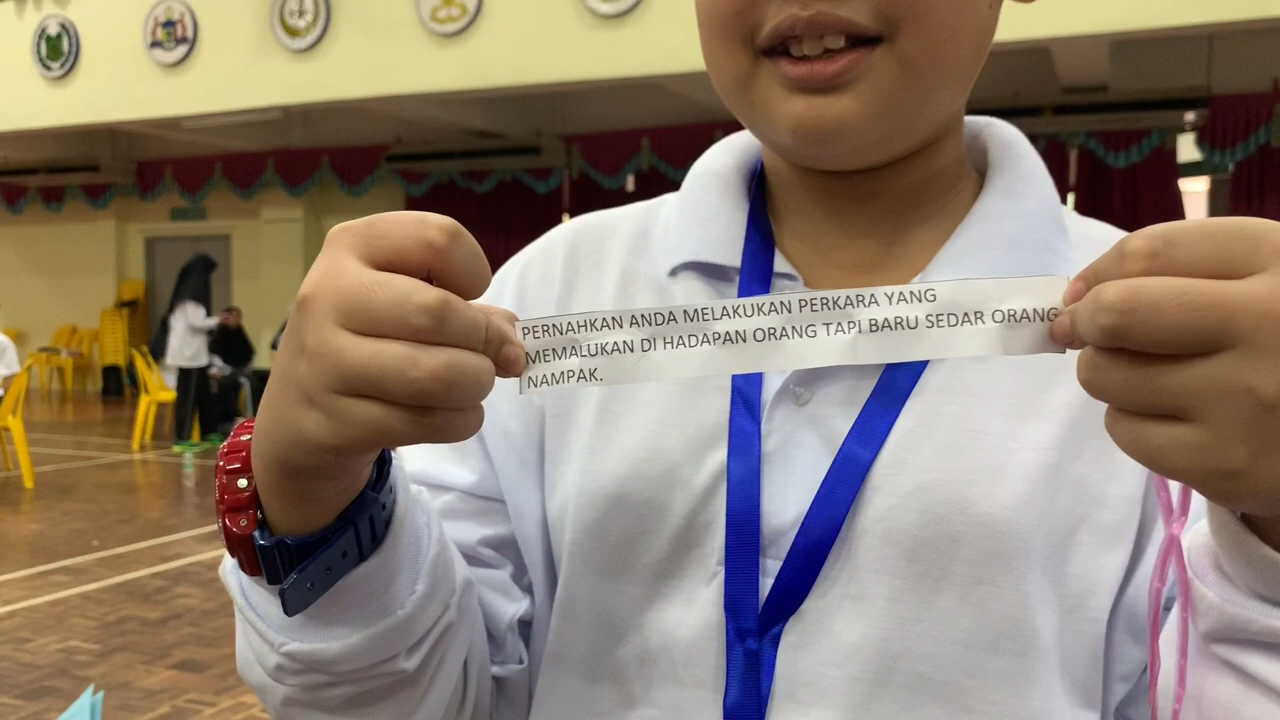 PERNAHKAN ANDA MELAKUKAN PERKARA YANG
MEMALUKAN DI HADAPAN ORANG TAPI BARU SEDAR ORANG
NAMPAK.